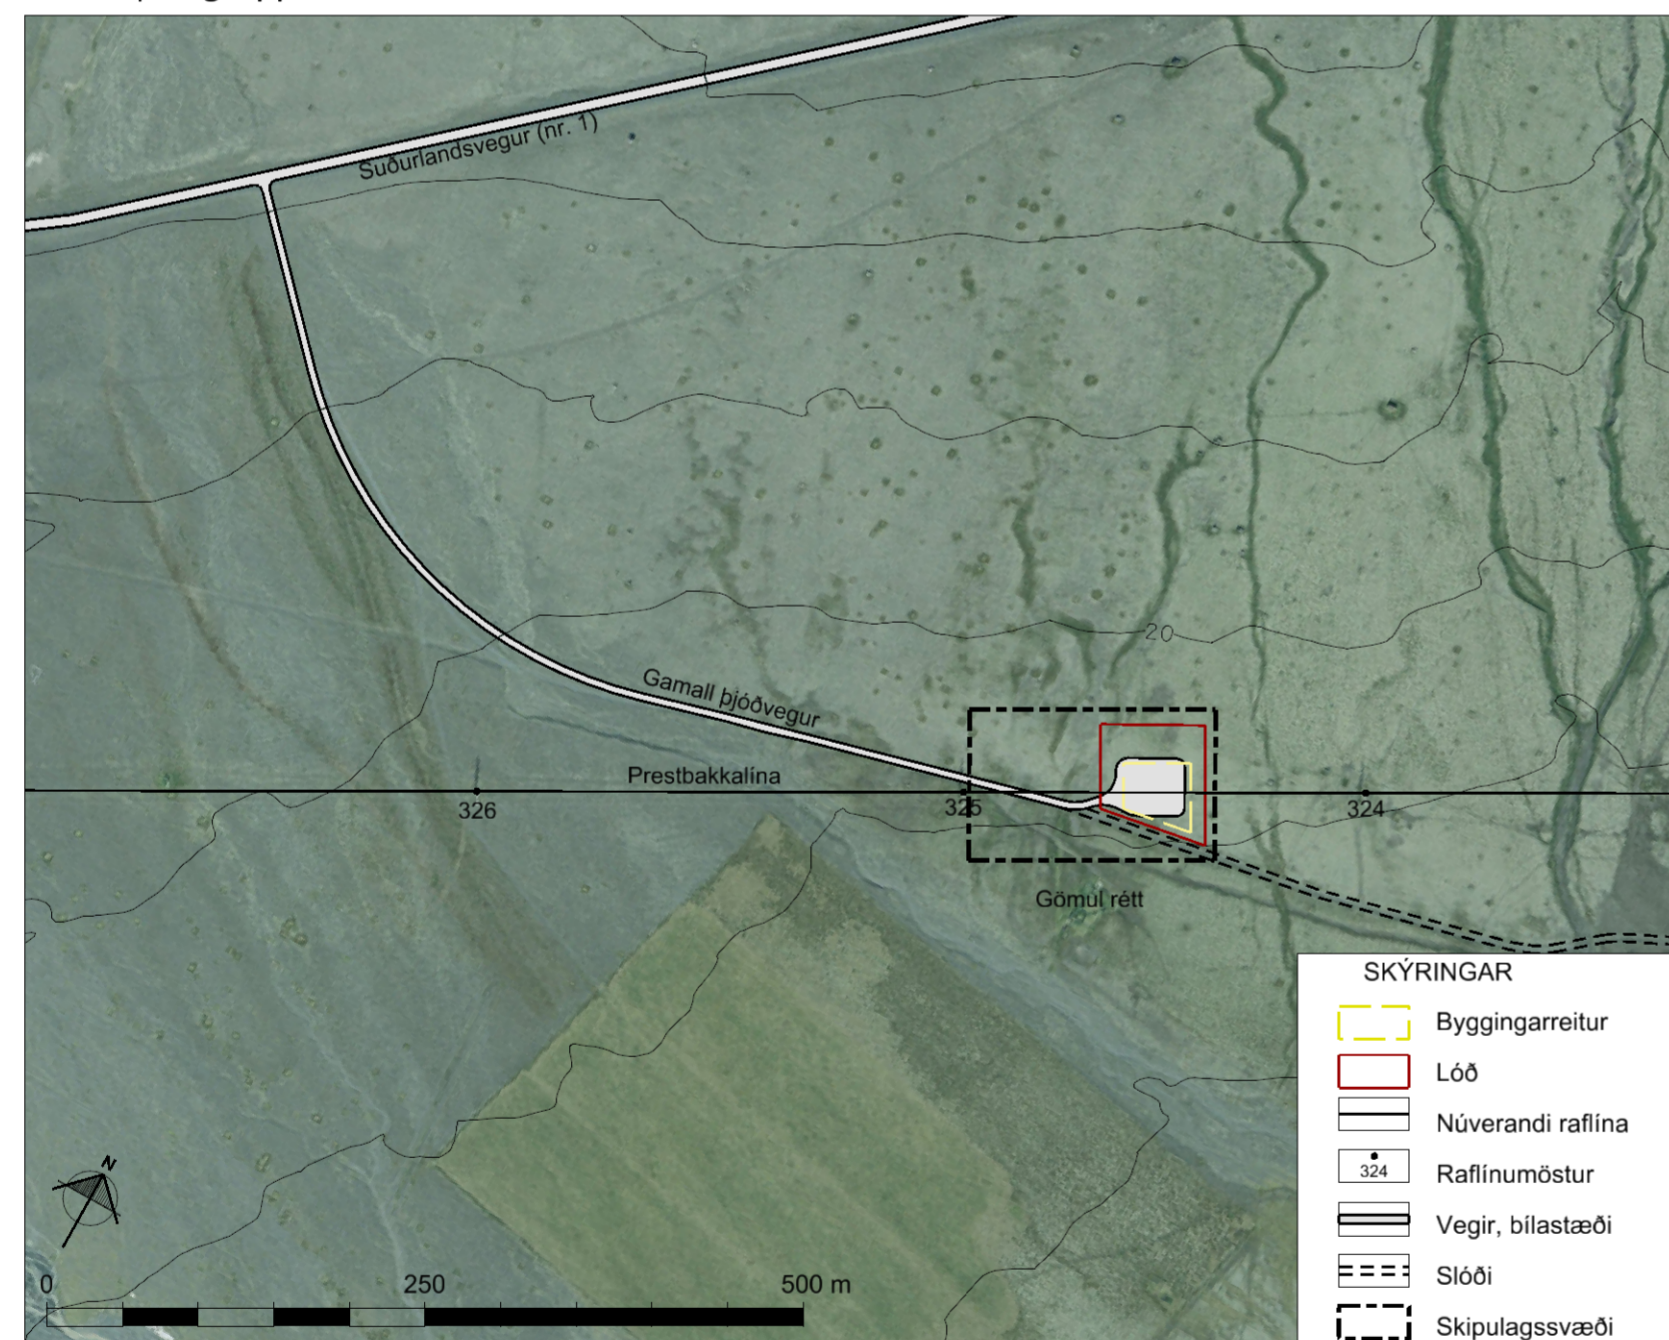 Suðurlandsvegur (nr. 1)
20
Gamall þjóðvegur
Prestbakkalína
326
325
324
Gömul rétt
SKÝRINGAR
Byggingarreitur
Lóð
Núverandi raflína
324
Raflínumöstur
Vegir, bílastæði
Slóði
Skipulagssvæði
N
0 250 500 m